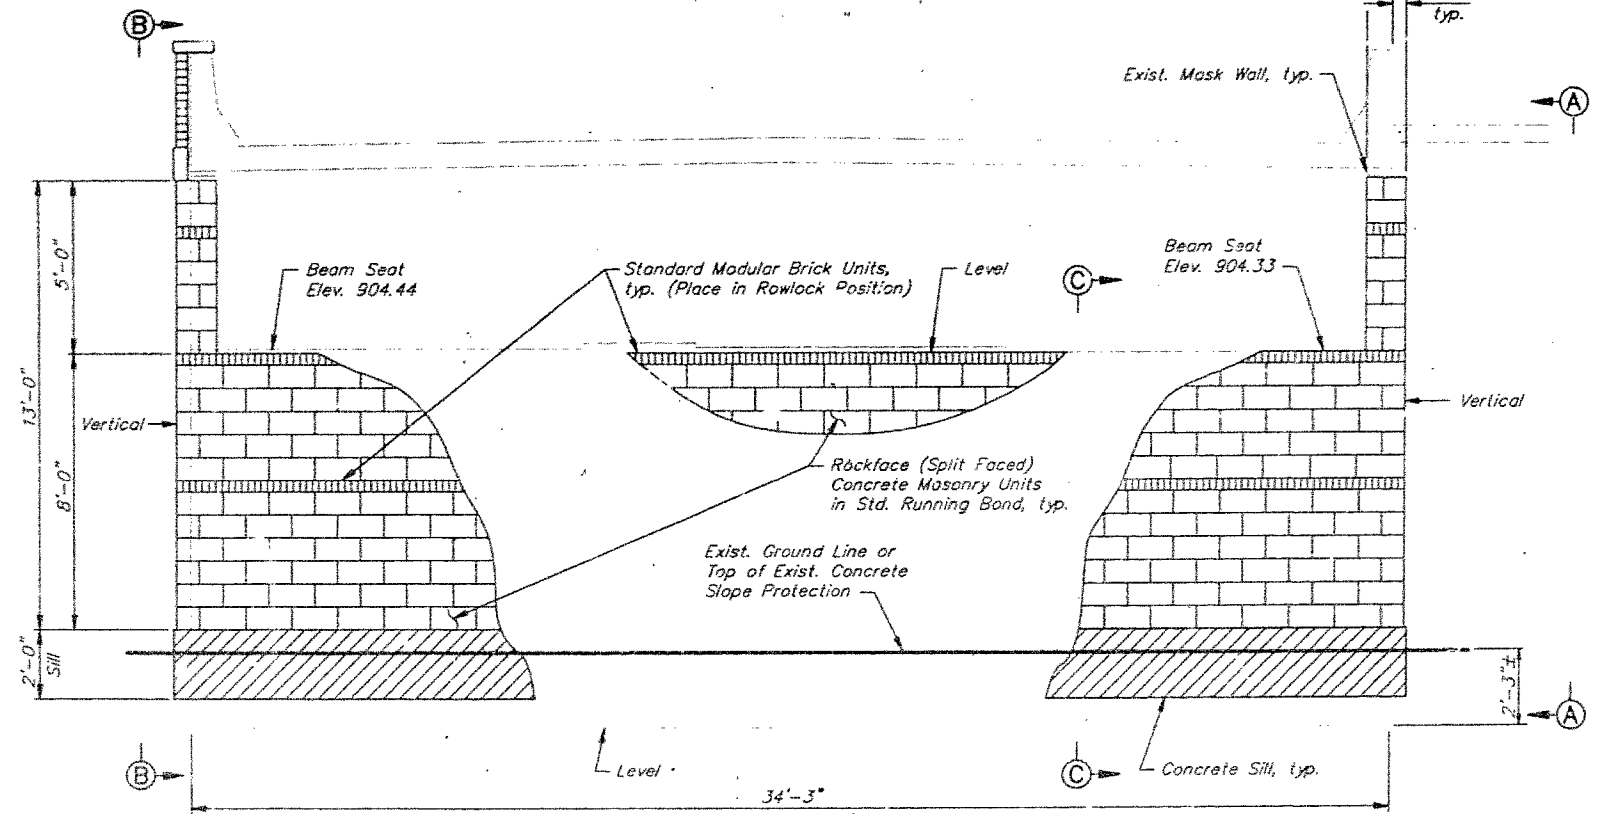 B
typ.
Exist. Mask Wall, typ.
A
Beam Seat
Elev. 904.44
Standard Modular Brick Units,
typ. (Place in Rowlock Position)
Level
C
Beam Seat
Elev. 904.33
5'-0"
13'-0"
8'-0"
Vertical
Vertical
Rockface (Split Faced)
Concrete Masonry Units
in Std. Running Bond, typ.
Exist. Ground Line or
Top of Exist. Concrete
Slope Protection
2'-0"
Sill
2'-3"±
A
B
Level
C
Concrete Sill, typ.
34'-3"